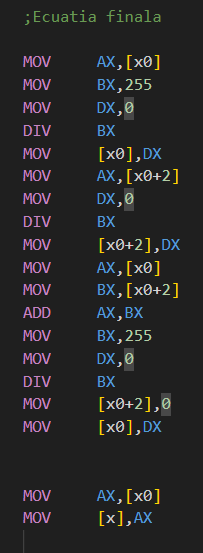 ;Ecuatia finala
MOV AX,[x0]
MOV BX,255
MOV DX,0
DIV BX
MOV [x0],DX
MOV AX,[x0+2]
MOV DX,0
DIV BX
MOV [x0+2],DX
MOV AX,[x0]
MOV BX,[x0+2]
ADD AX,BX
MOV BX,255
MOV DX,0
DIV BX
MOV [x0+2],0
MOV [x0],DX
MOV AX,[x0]
MOV [x],AX